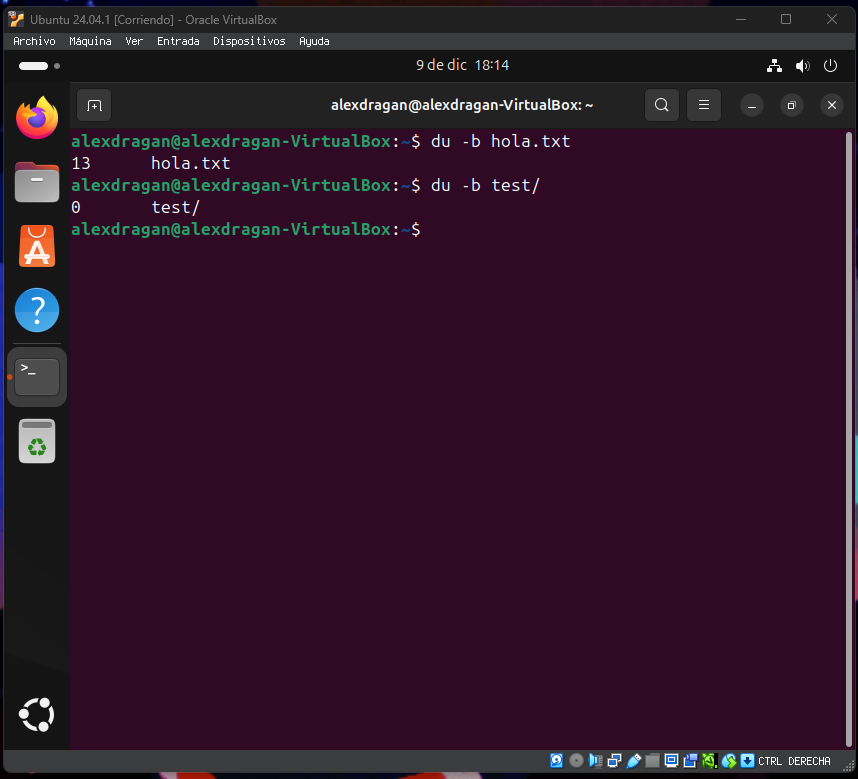 Ubuntu 24.04.1 [Corriendo] - Oracle VirtualBox
Archivo Máquina Ver Entrada Dispositivos Ayuda
9 de dic 18:14
alexdragan@alexdragan-VirtualBox: ~
alexdragan@alexdragan-VirtualBox:~$ du -b hola.txt
13 hola.txt
alexdragan@alexdragan-VirtualBox:~$ du -b test/
0 test/
alexdragan@alexdragan-VirtualBox:~$
CTRL DERECHA